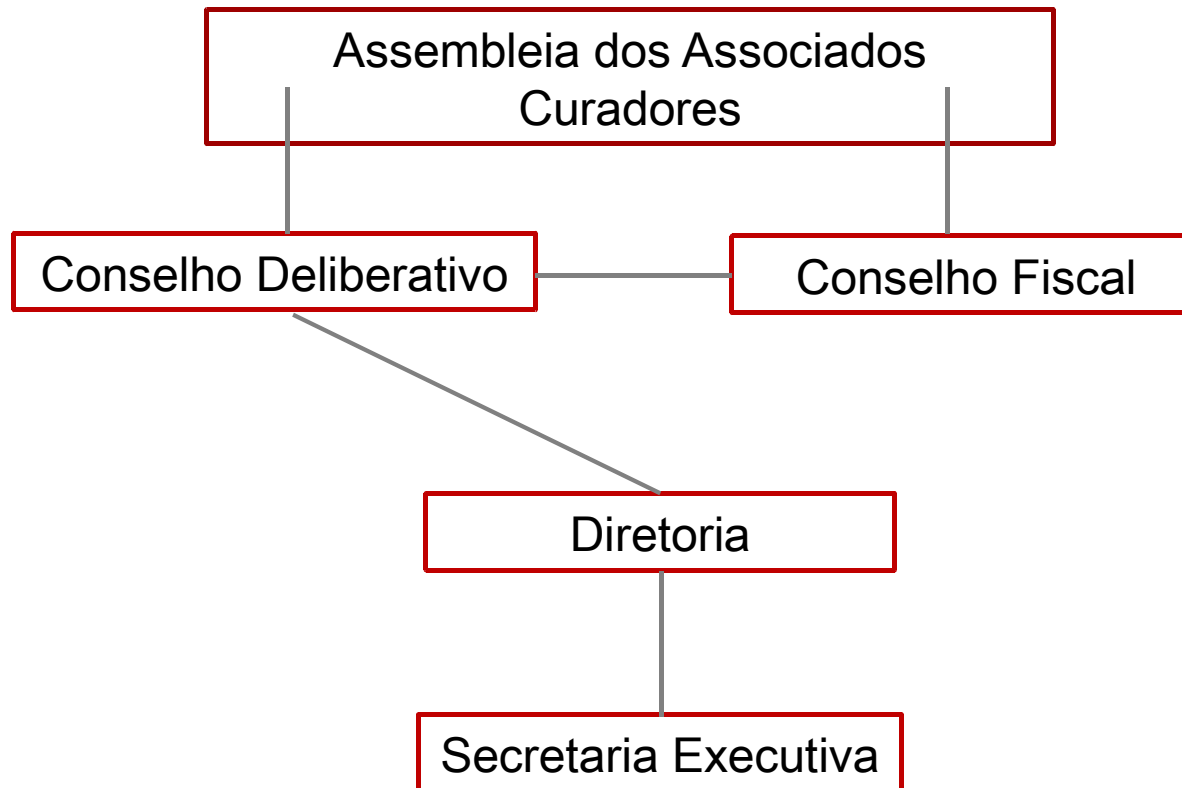 Assembleia dos Associados
Curadores
Conselho Deliberativo
Conselho Fiscal
Diretoria
Secretaria Executiva